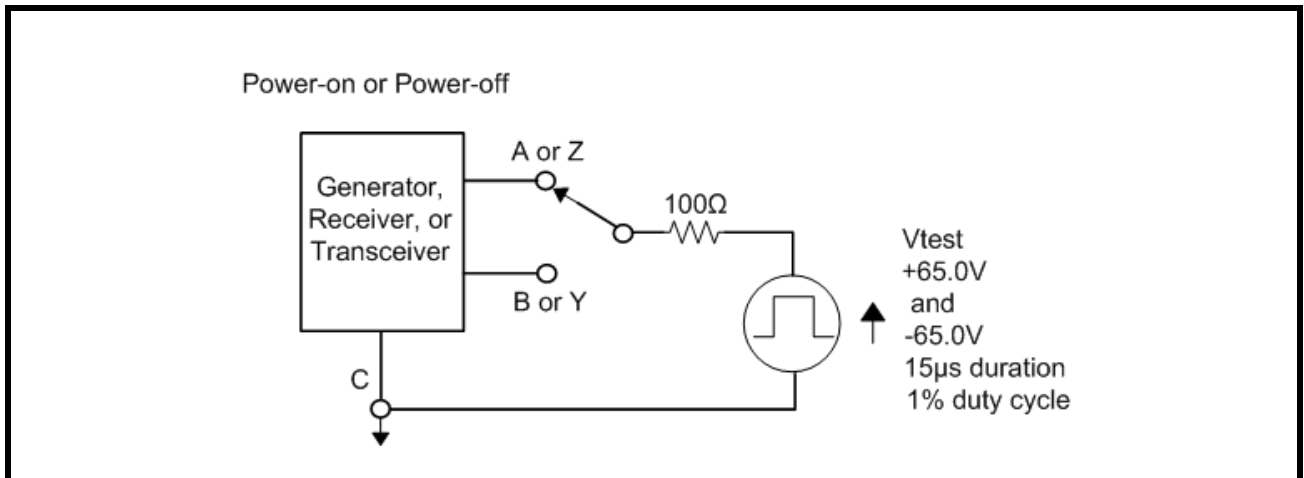 Power-on or Power-off
A or Z
Generator,
Receiver, or
Transceiver
100Ω
B or Y
Vtest
+65.0V
and
-65.0V
15μs duration
1% duty cycle
C